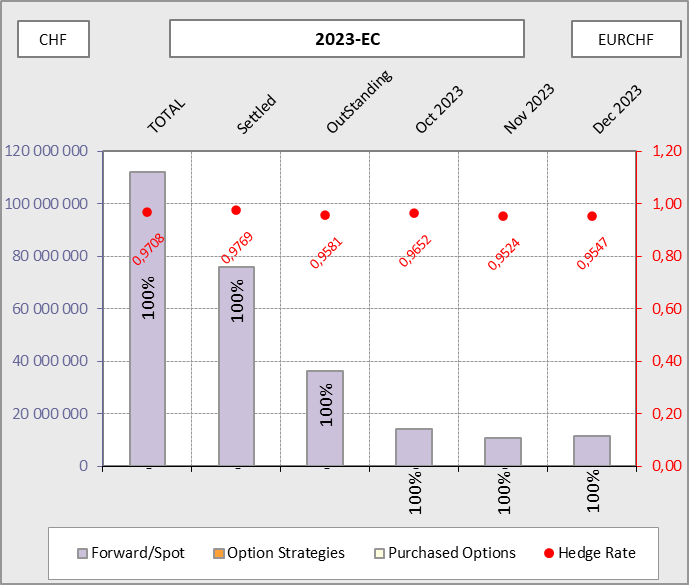 CHF
2023-EC
EURCHF
TOTAL
Settled
OutStanding
Oct 2023
Nov 2023
Dec 2023
120 000 000
100 000 000
80 000 000
60 000 000
40 000 000
20 000 000
0
1,20
1,00
0,80
0,60
0,40
0,20
0,00
0,9708
0,9769
0,9581
0,9652
0,9524
0,9547
100%
100%
100%
100%
100%
100%
Forward/Spot
Option Strategies
Purchased Options
Hedge Rate